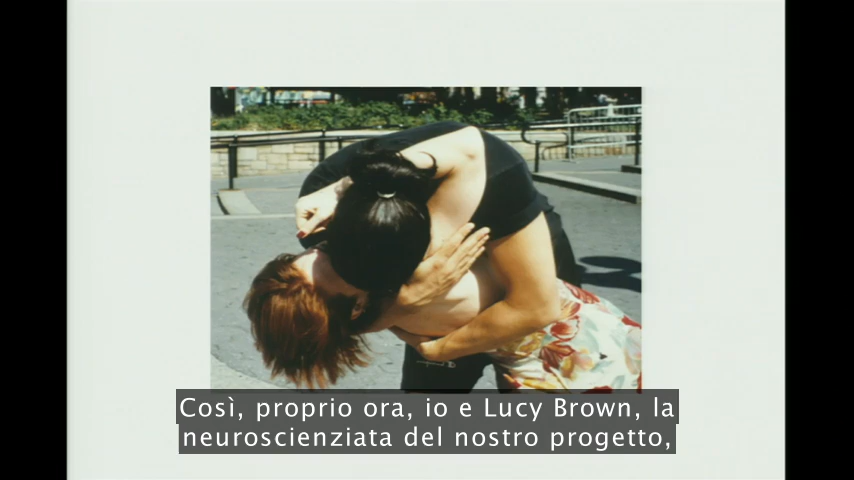 Così, proprio ora, io e Lucy Brown, la
neuroscienziata del nostro progetto,